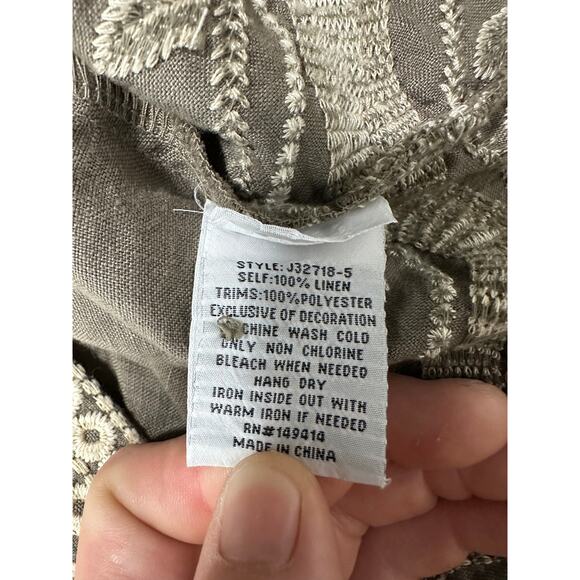 STYLE: J32718-5
SELF:100% LINEN
TRIMS:100%POLYESTER
EXCLUSIVE OF DECORATION
CHINE WASH COLD
ONLY NON CHLORINE
BLEACH WHEN NEEDED
HANG DRY
IRON INSIDE OUT WITH
WARM IRON IF NEEDED
RN#149414
MADE IN CHINA